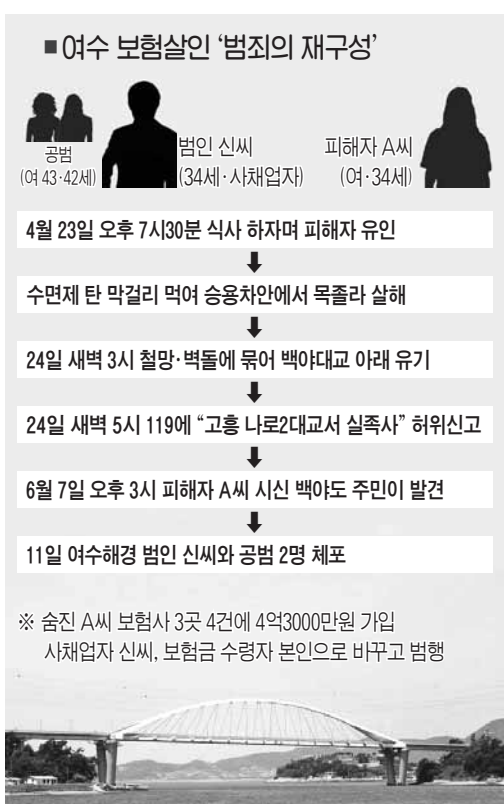 ■여수 보험살인 ‘범죄의 재구성’
공범
(여 43·42세)
범인 신씨
(34세·사채업자)
피해자 A씨
(여·34세)
4월 23일 오후 7시30분 식사 하자며 피해자 유인
수면제 탄 막걸리 먹여 승용차안에서 목졸라 살해
24일 새벽 3시 철망·벽돌에 묶어 백야대교 아래 유기
24일 새벽 5시 119에 “고흥 나로2대교서 실족사” 허위신고
6월 7일 오후 3시 피해자 A씨 시신 백야도 주민이 발견
11일 여수해경 범인 신씨와 공범 2명 체포
※ 숨진 A씨 보험사 3곳 4건에 4억3000만원 가입
사채업자 신씨, 보험금 수령자 본인으로 바꾸고 범행